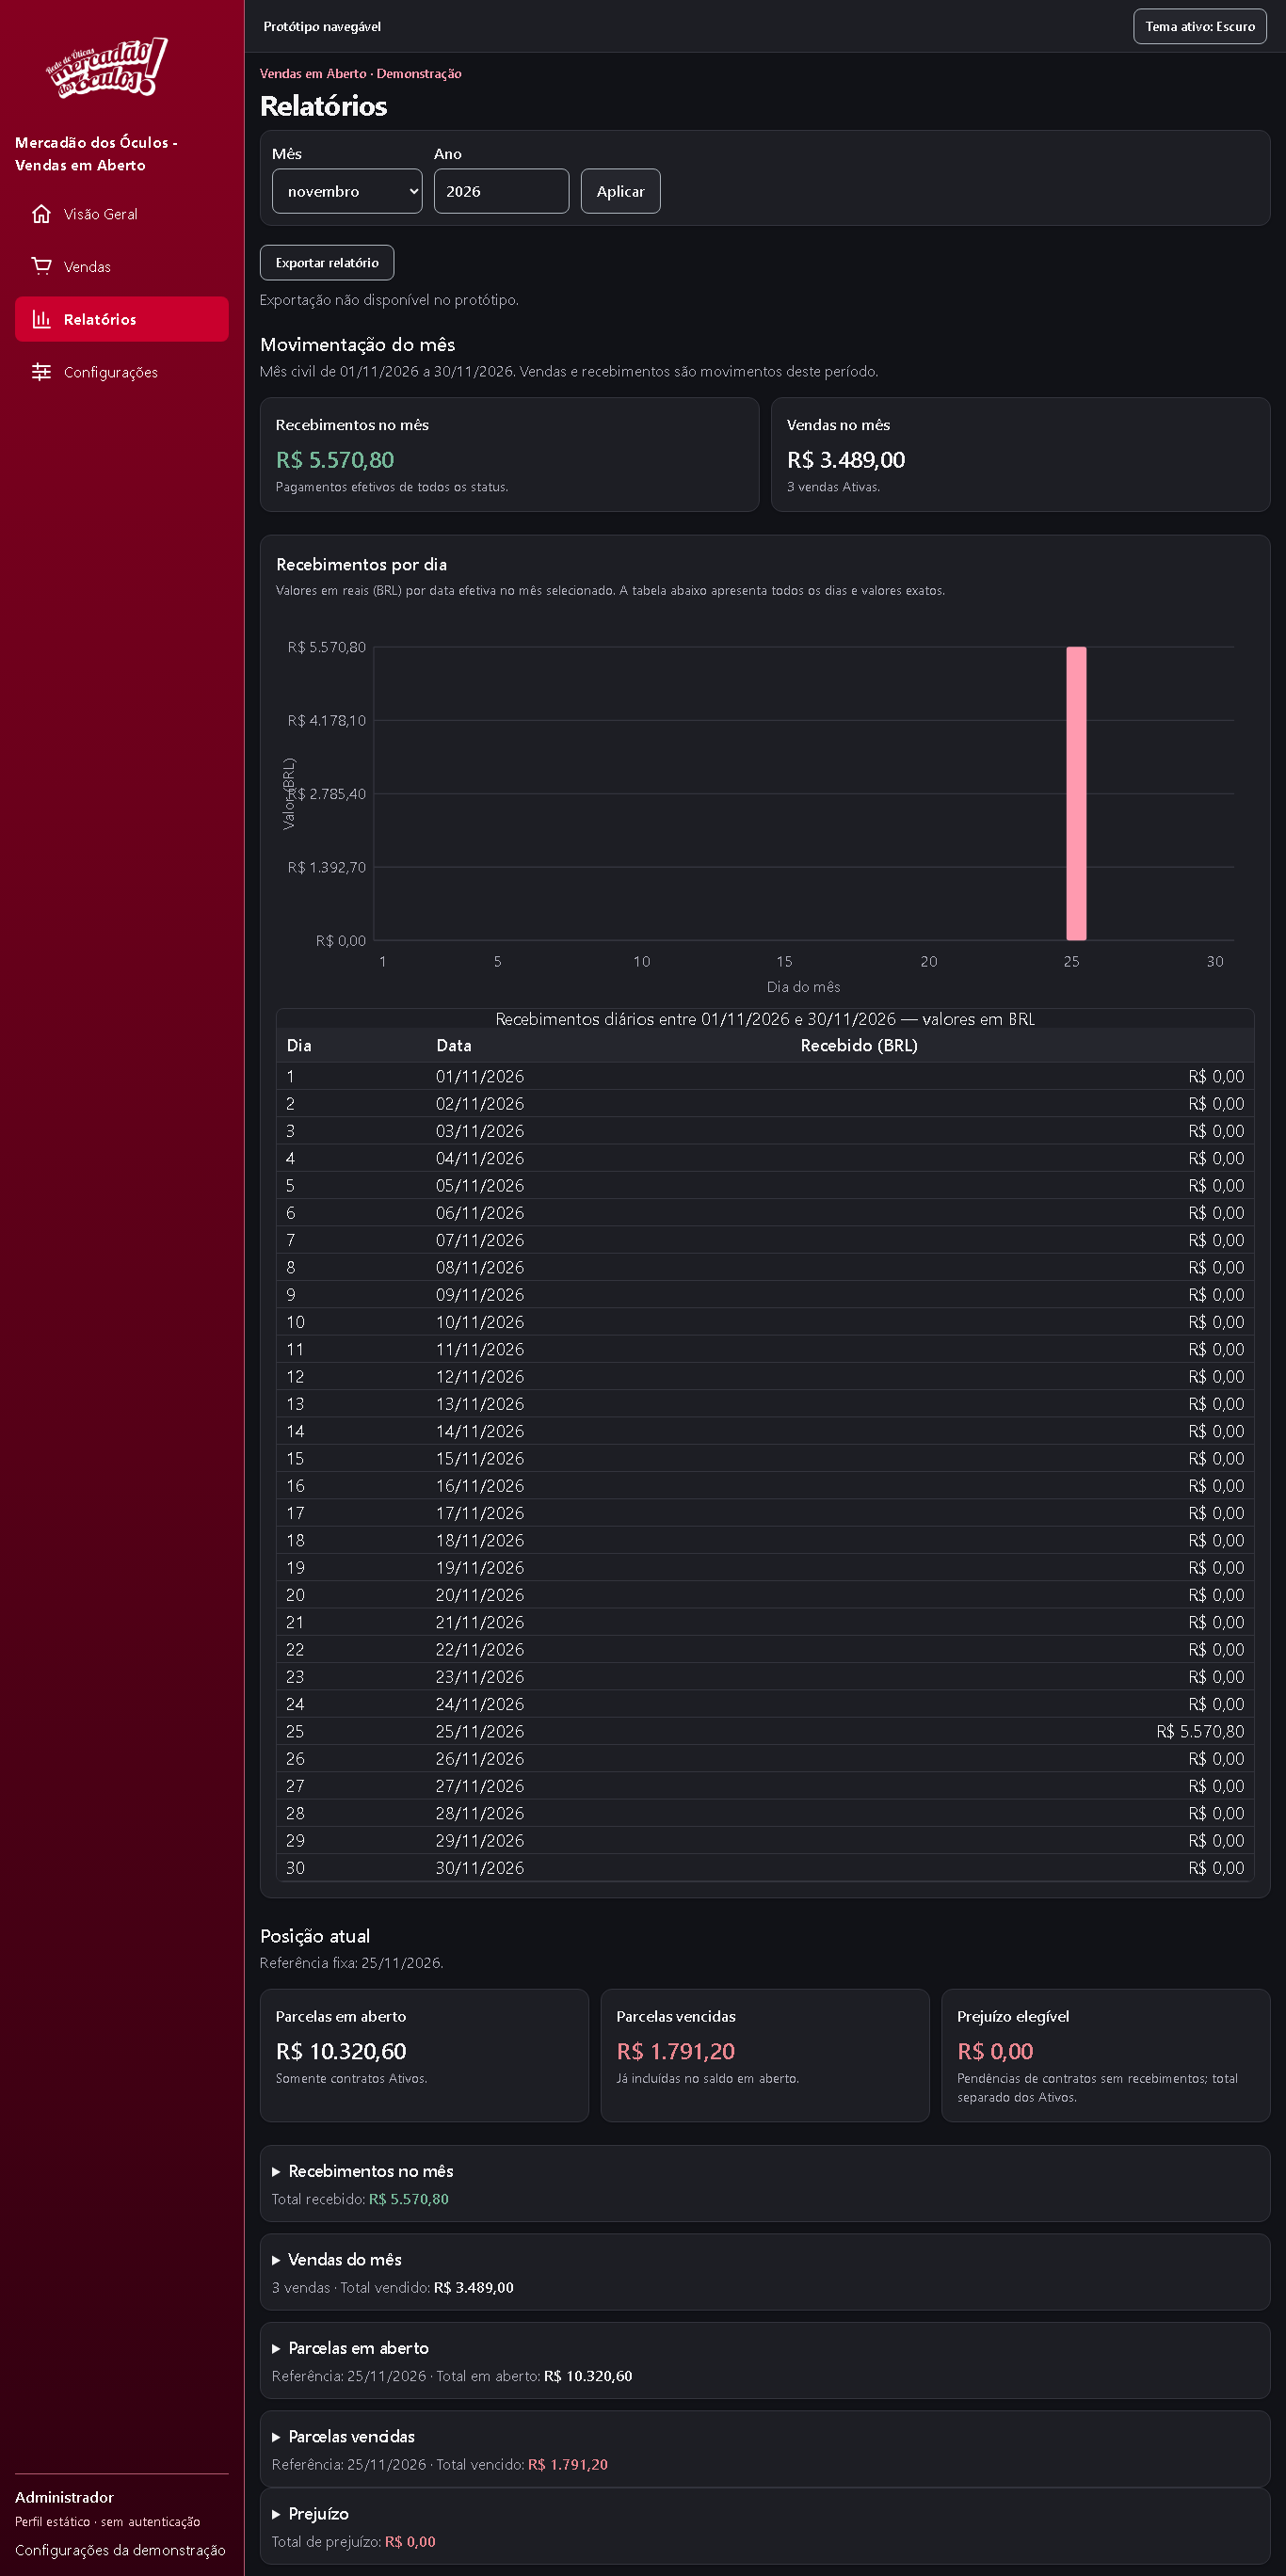 Rede de Óticas
mercadão
dos óculos!
Mercadão dos Óculos -
Vendas em Aberto
Visão Geral
Vendas
Relatórios
Configurações
Protótipo navegável
Tema ativo: Escuro
Vendas em Aberto · Demonstração
Relatórios
Mês
Ano
novembro
2026
Aplicar
Exportar relatório
Exportação não disponível no protótipo.
Movimentação do mês
Mês civil de 01/11/2026 a 30/11/2026. Vendas e recebimentos são movimentos deste período.
Recebimentos no mês
R$ 5.570,80
Pagamentos efetivos de todos os status.
Vendas no mês
R$ 3.489,00
3 vendas Ativas.
Recebimentos por dia
Valores em reais (BRL) por data efetiva no mês selecionado. A tabela abaixo apresenta todos os dias e valores exatos.
R$ 5.570,80
R$ 4.178,10
R$ 2.785,40
R$ 1.392,70
R$ 0,00
Valor (BRL)
1 5 10 15 20 25 30
Dia do mês
Recebimentos diários entre 01/11/2026 e 30/11/2026 — valores em BRL
Dia Data Recebido (BRL)
1 01/11/2026 R$ 0,00
2 02/11/2026 R$ 0,00
3 03/11/2026 R$ 0,00
4 04/11/2026 R$ 0,00
5 05/11/2026 R$ 0,00
6 06/11/2026 R$ 0,00
7 07/11/2026 R$ 0,00
8 08/11/2026 R$ 0,00
9 09/11/2026 R$ 0,00
10 10/11/2026 R$ 0,00
11 11/11/2026 R$ 0,00
12 12/11/2026 R$ 0,00
13 13/11/2026 R$ 0,00
14 14/11/2026 R$ 0,00
15 15/11/2026 R$ 0,00
16 16/11/2026 R$ 0,00
17 17/11/2026 R$ 0,00
18 18/11/2026 R$ 0,00
19 19/11/2026 R$ 0,00
20 20/11/2026 R$ 0,00
21 21/11/2026 R$ 0,00
22 22/11/2026 R$ 0,00
23 23/11/2026 R$ 0,00
24 24/11/2026 R$ 0,00
25 25/11/2026 R$ 5.570,80
26 26/11/2026 R$ 0,00
27 27/11/2026 R$ 0,00
28 28/11/2026 R$ 0,00
29 29/11/2026 R$ 0,00
30 30/11/2026 R$ 0,00
Posição atual
Referência fixa: 25/11/2026.
Parcelas em aberto
R$ 10.320,60
Somente contratos Ativos.
Parcelas vencidas
R$ 1.791,20
Já incluídas no saldo em aberto.
Prejuízo elegível
R$ 0,00
Pendências de contratos sem recebimentos; total
separado dos Ativos.
Recebimentos no mês
Total recebido: R$ 5.570,80
Vendas do mês
3 vendas · Total vendido: R$ 3.489,00
Parcelas em aberto
Referência: 25/11/2026 · Total em aberto: R$ 10.320,60
Parcelas vencidas
Referência: 25/11/2026 · Total vencido: R$ 1.791,20
Prejuízo
Total de prejuízo: R$ 0,00
Administrador
Perfil estático · sem autenticação
Configurações da demonstração